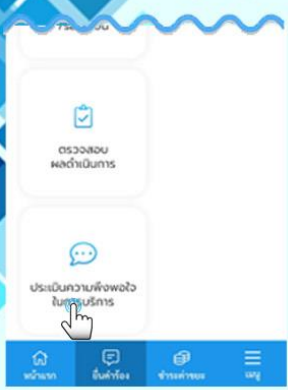 ตรวจสอบ
ผลดำเนินการ
ประเมินความพึงพอใจ
ในการบริการ
หน้าแรก
ยื่นคำร้อง
ชำระค่าขยะ
เมนู